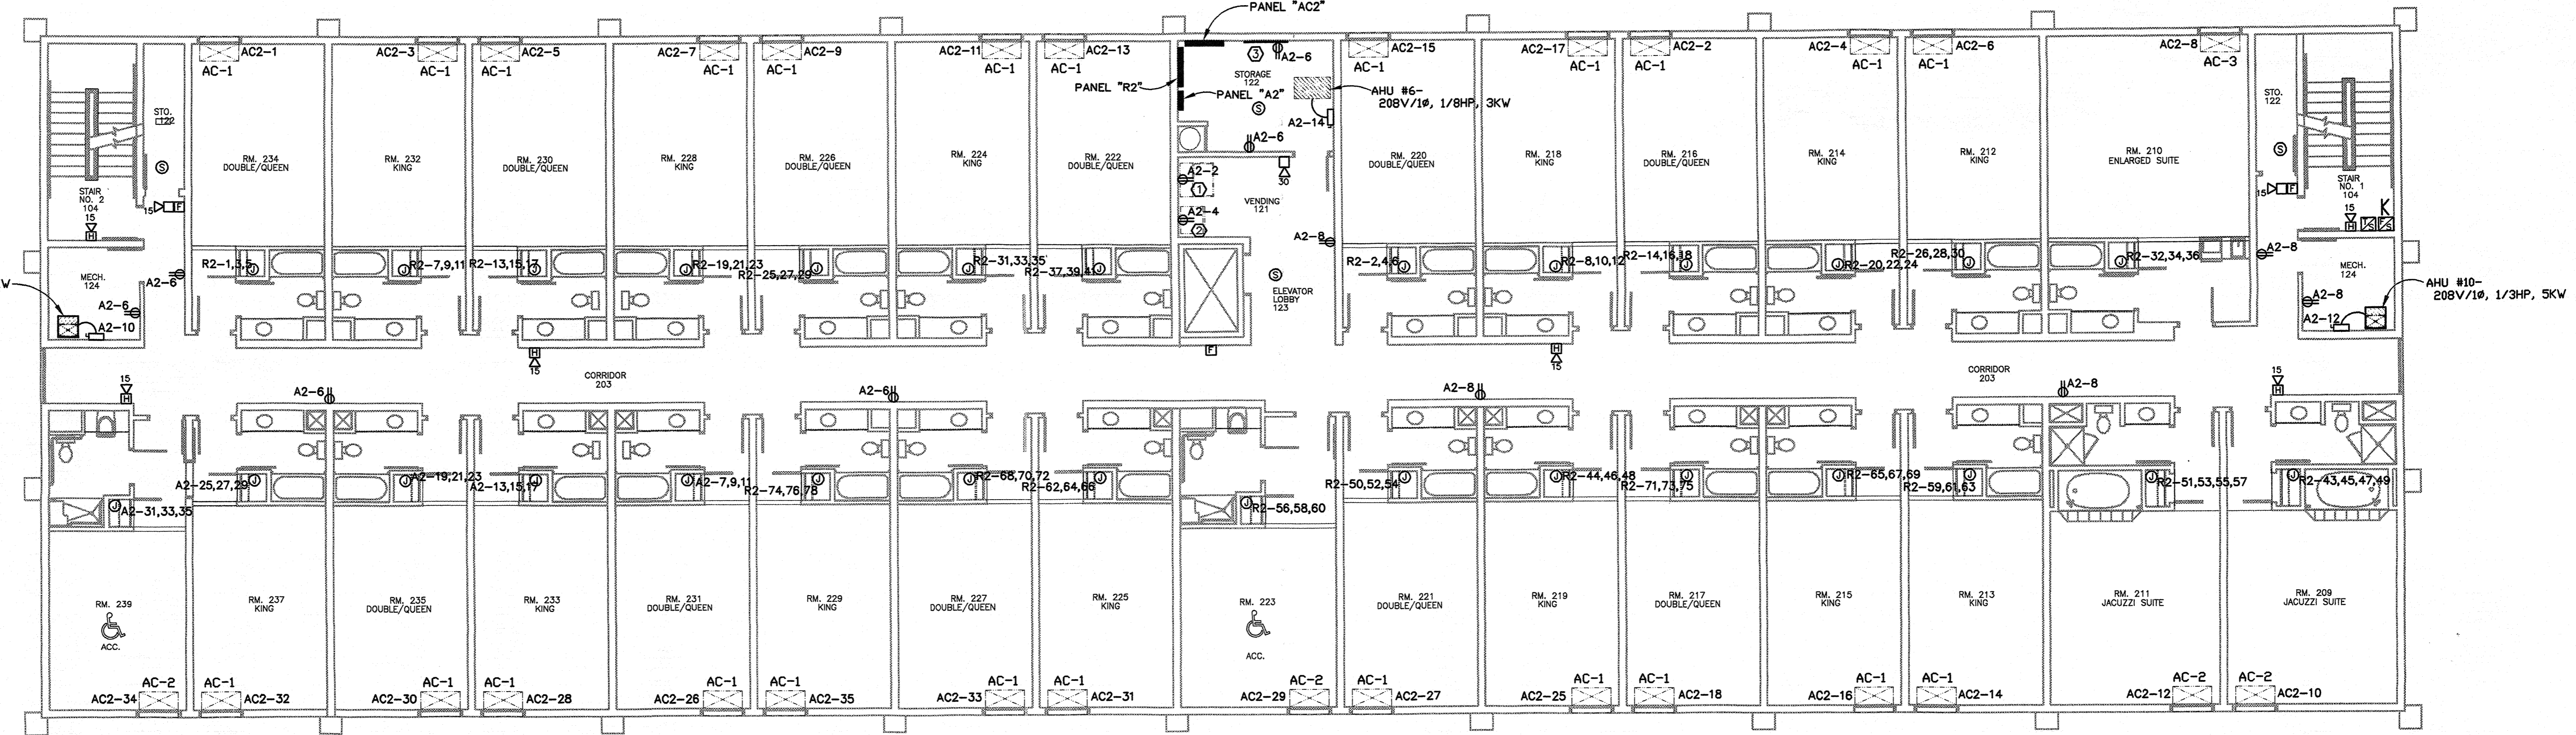 PANEL "AC2"
AC2-1
AC-1
AC2-3
AC-1
AC2-5
AC-1
AC2-7
AC-1
AC2-9
AC-1
AC2-11
AC-1
AC2-13
AC-1
3
A2-6
AC2-15
AC-1
AC2-17
AC-1
AC2-2
AC-1
AC2-4
AC-1
AC2-6
AC-1
AC2-8
AC-3
STORAGE
122
PANEL "R2"
PANEL "A2"
S
AHU #6-
208V/1ø, 1/8HP, 3KW
A2-14
A2-6
STO.
122
S
STO.
122
S
RM. 234
DOUBLE/QUEEN
RM. 232
KING
RM. 230
DOUBLE/QUEEN
RM. 228
KING
RM. 226
DOUBLE/QUEEN
RM. 224
KING
RM. 222
DOUBLE/QUEEN
RM. 220
DOUBLE/QUEEN
RM. 218
KING
RM. 216
DOUBLE/QUEEN
RM. 214
KING
RM. 212
KING
RM. 210
ENLARGED SUITE
A2-2
1
30
VENDING
121
A2-4
2
A2-8
STAIR
NO. 2
104
15
H
15
F
STAIR
NO. 1
104
15
H
15
F
K
MECH.
124
A2-6
A2-6
A2-10
W
R2-1,3,5
J
R2-7,9,11
J
R2-13,15,17
J
R2-19,21,23
J
R2-25,27,29
J
R2-31,33,35
J
R2-37,39,41
J
S
ELEVATOR
LOBBY
123
F
R2-2,4,6
J
R2-8,10,12
J
R2-14,16,18
J
R2-20,22,24
J
R2-26,28,30
J
R2-32,34,36
J
A2-8
MECH.
124
A2-8
A2-12
AHU #10-
208V/1ø, 1/3HP, 5KW
H
15
CORRIDOR
203
H
15
CORRIDOR
203
15
H
15
H
A2-6
A2-6
A2-8
A2-8
A2-31,33,35
J
A2-25,27,29
J
A2-19,21,23
J
A2-13,15,17
J
A2-7,9,11
J
R2-74,76,78
J
R2-68,70,72
J
R2-62,64,66
J
R2-56,58,60
J
R2-50,52,54
J
R2-44,46,48
J
R2-71,73,75
J
R2-65,67,69
J
R2-59,61,63
J
R2-51,53,55,57
J
R2-43,45,47,49
J
RM. 239
ACC.
RM. 237
KING
RM. 235
DOUBLE/QUEEN
RM. 233
KING
RM. 231
DOUBLE/QUEEN
RM. 229
KING
RM. 227
DOUBLE/QUEEN
RM. 225
KING
RM. 223
ACC.
RM. 221
DOUBLE/QUEEN
RM. 219
KING
RM. 217
DOUBLE/QUEEN
RM. 215
KING
RM. 213
KING
RM. 211
JACUZZI SUITE
RM. 209
JACUZZI SUITE
AC-2
AC2-34
AC-1
AC2-32
AC-1
AC2-30
AC-1
AC2-28
AC-1
AC2-26
AC-1
AC2-35
AC-1
AC2-33
AC-1
AC2-31
AC-2
AC2-29
AC-1
AC2-27
AC-1
AC2-25
AC-1
AC2-18
AC-1
AC2-16
AC-1
AC2-14
AC-2
AC2-12
AC-2
AC2-10